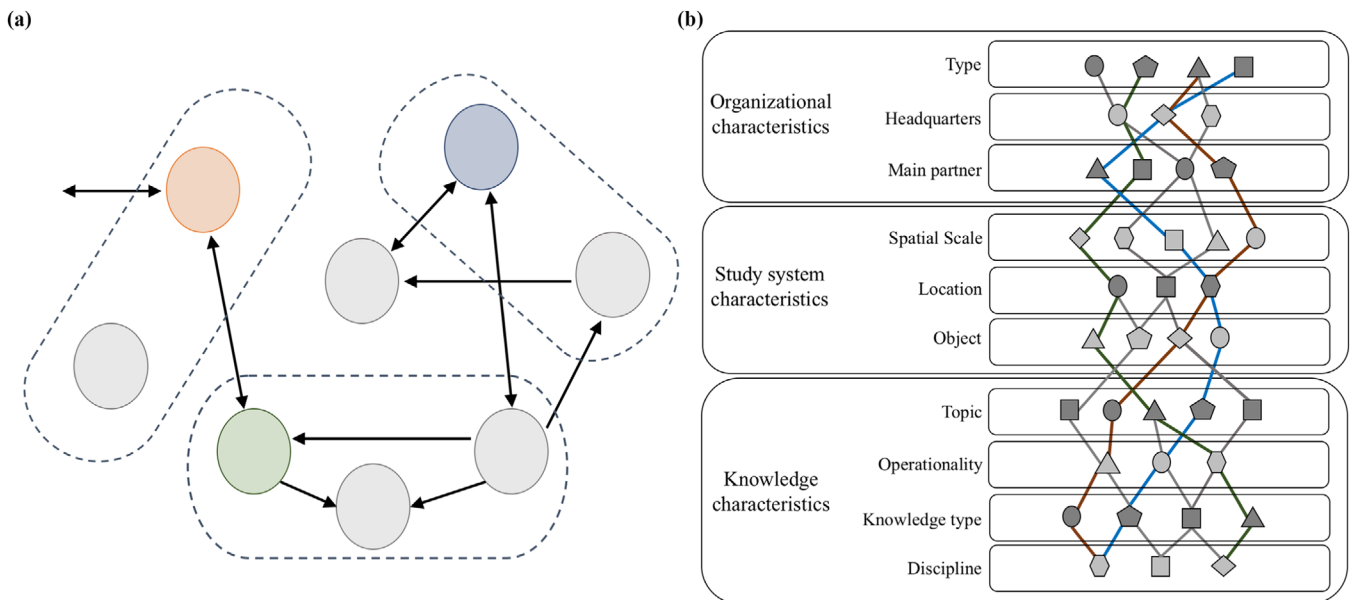 (a)
(b)
Organizational
characteristics
Type
Headquarters
Main partner
Study system
characteristics
Spatial Scale
Location
Object
Knowledge
characteristics
Topic
Operationality
Knowledge type
Discipline